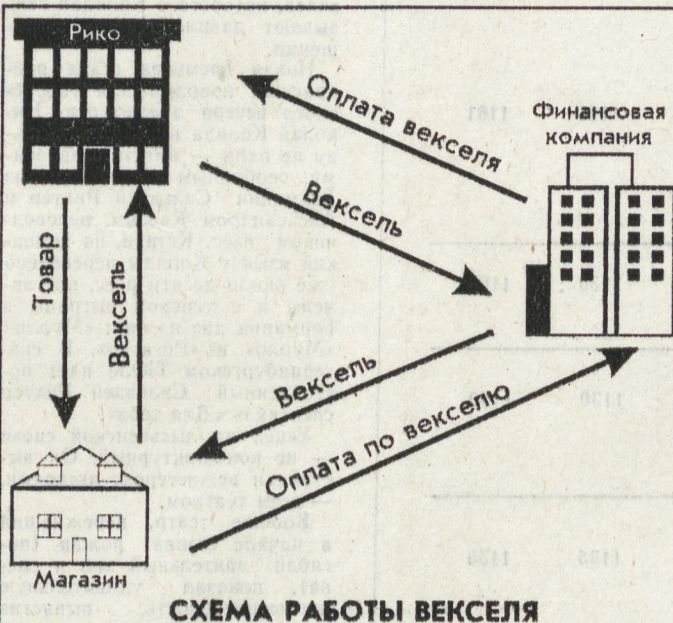 Рико
Оплата векселя
Финансовая
компания
Вексель
Товар
Вексель
Вексель
Оплата по векселю
Магазин
СХЕМА РАБОТЫ ВЕКСЕЛЯ